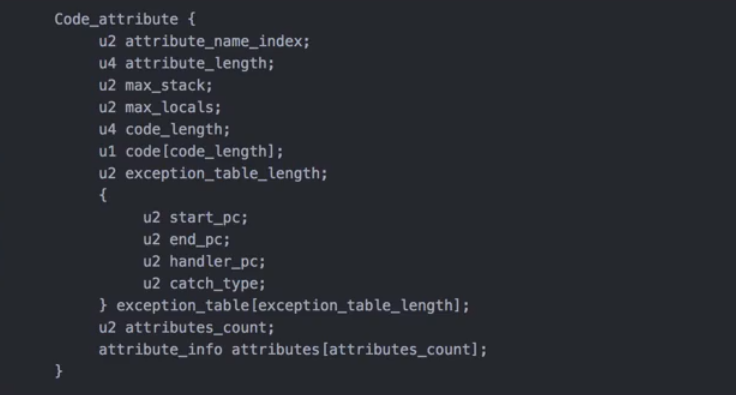 Code_attribute {
u2 attribute_name_index;
u4 attribute_length;
u2 max_stack;
u2 max_locals;
u4 code_length;
u1 code[code_length];
u2 exception_table_length;
{
u2 start_pc;
u2 end_pc;
u2 handler_pc;
u2 catch_type;
} exception_table[exception_table_length];
u2 attributes_count;
attribute_info attributes[attributes_count];
}